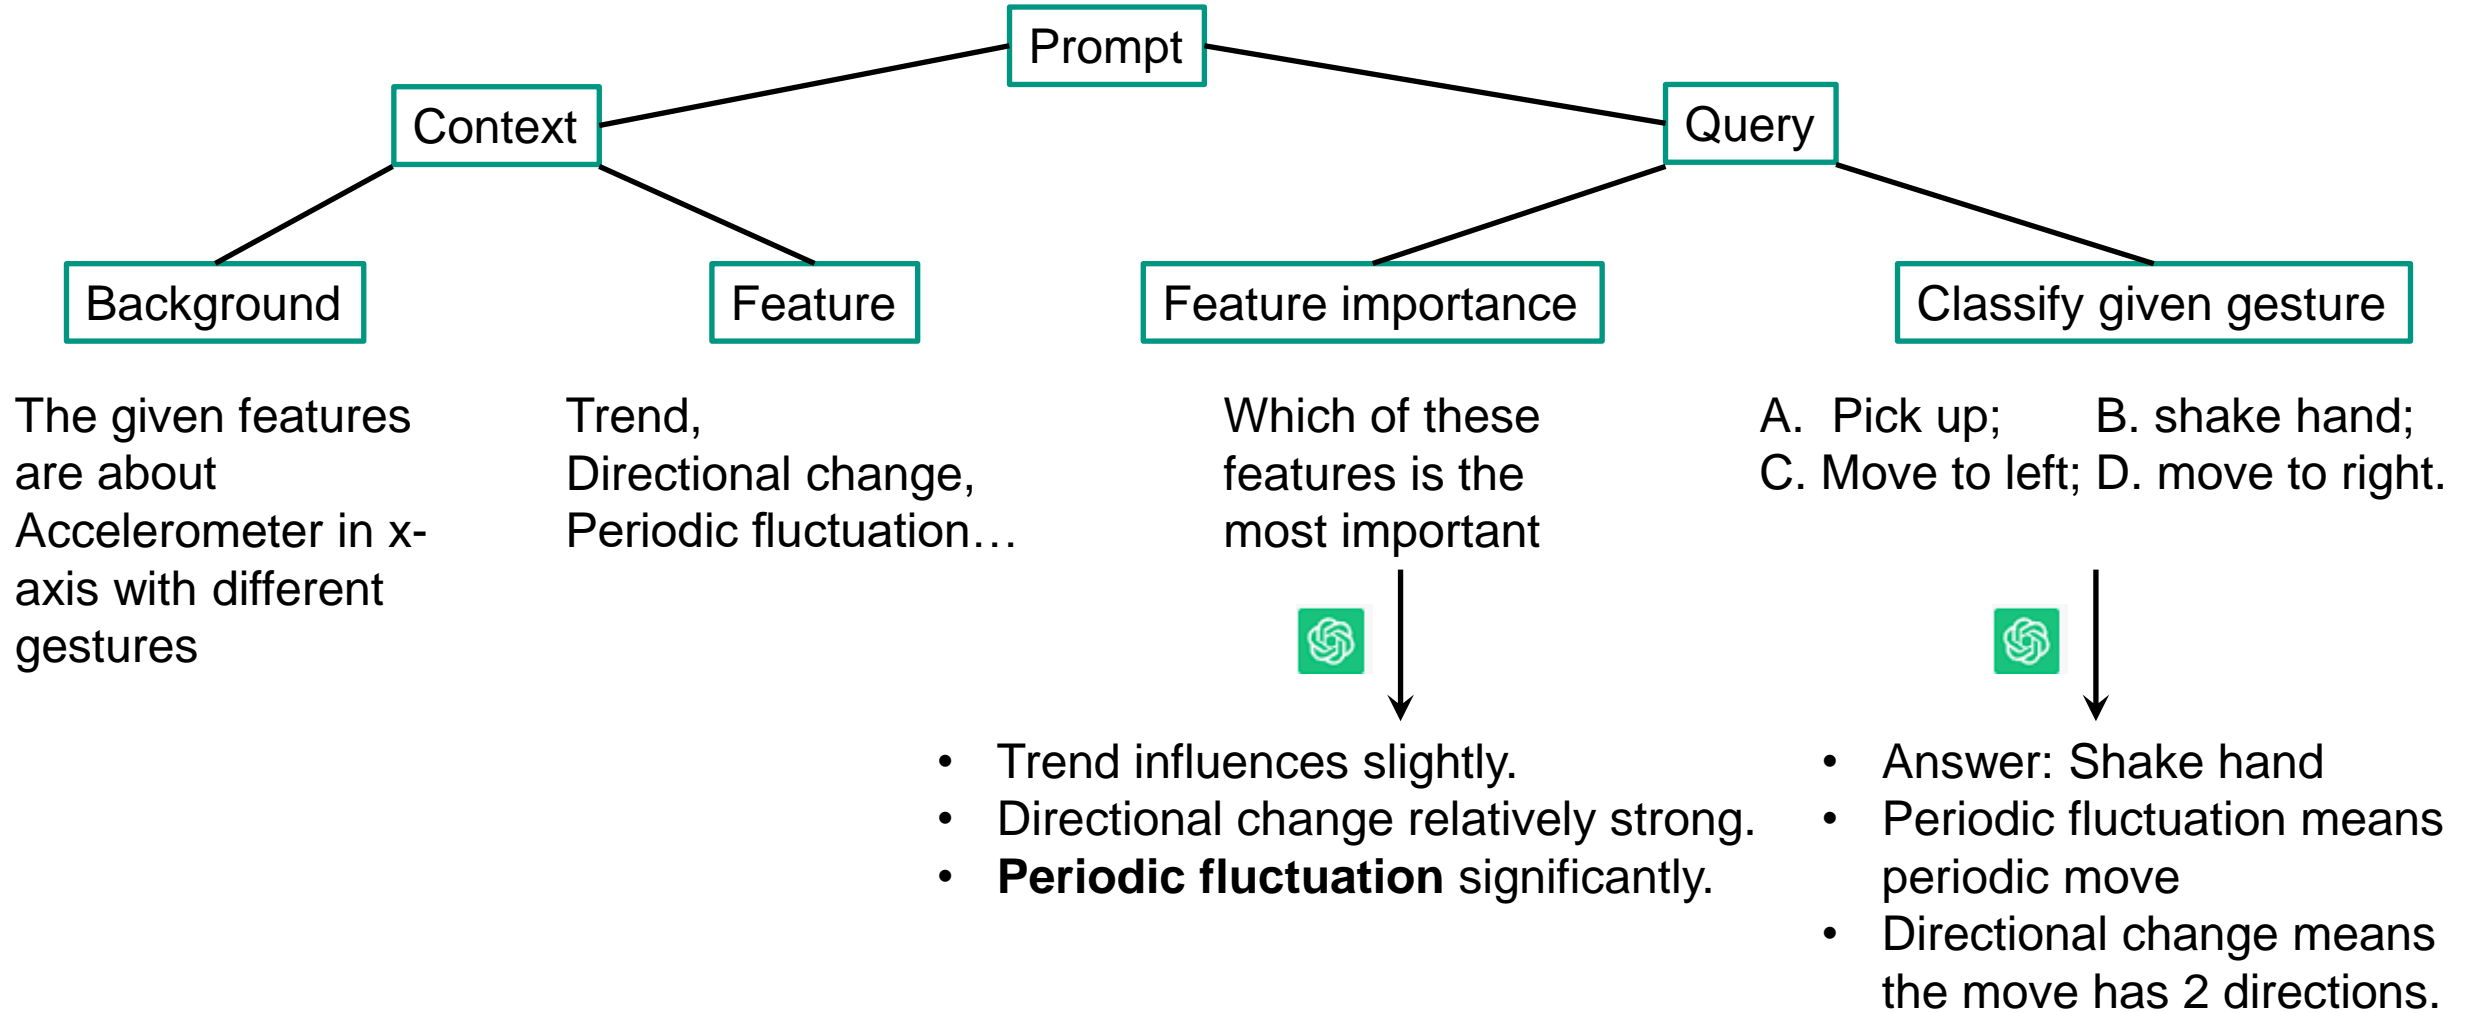 Prompt
Context
Query
Background
Feature
Feature importance
Classify given gesture
The given features
are about
Accelerometer in x-
axis with different
gestures
Trend,
Directional change,
Periodic fluctuation…
Which of these
features is the
most important
A. Pick up; B. shake hand;
C. Move to left; D. move to right.
• Trend influences slightly.
• Directional change relatively strong.
• Periodic fluctuation significantly.
• Answer: Shake hand
• Periodic fluctuation means
periodic move
• Directional change means
the move has 2 directions.